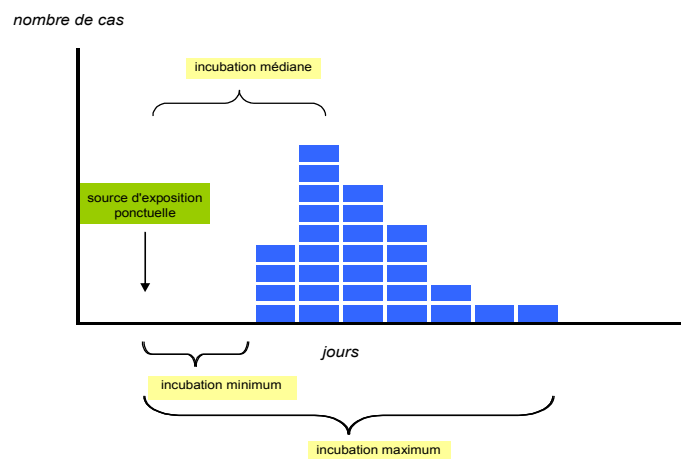 nombre de cas
incubation médiane
source d'exposition
ponctuelle
jours
incubation minimum
incubation maximum